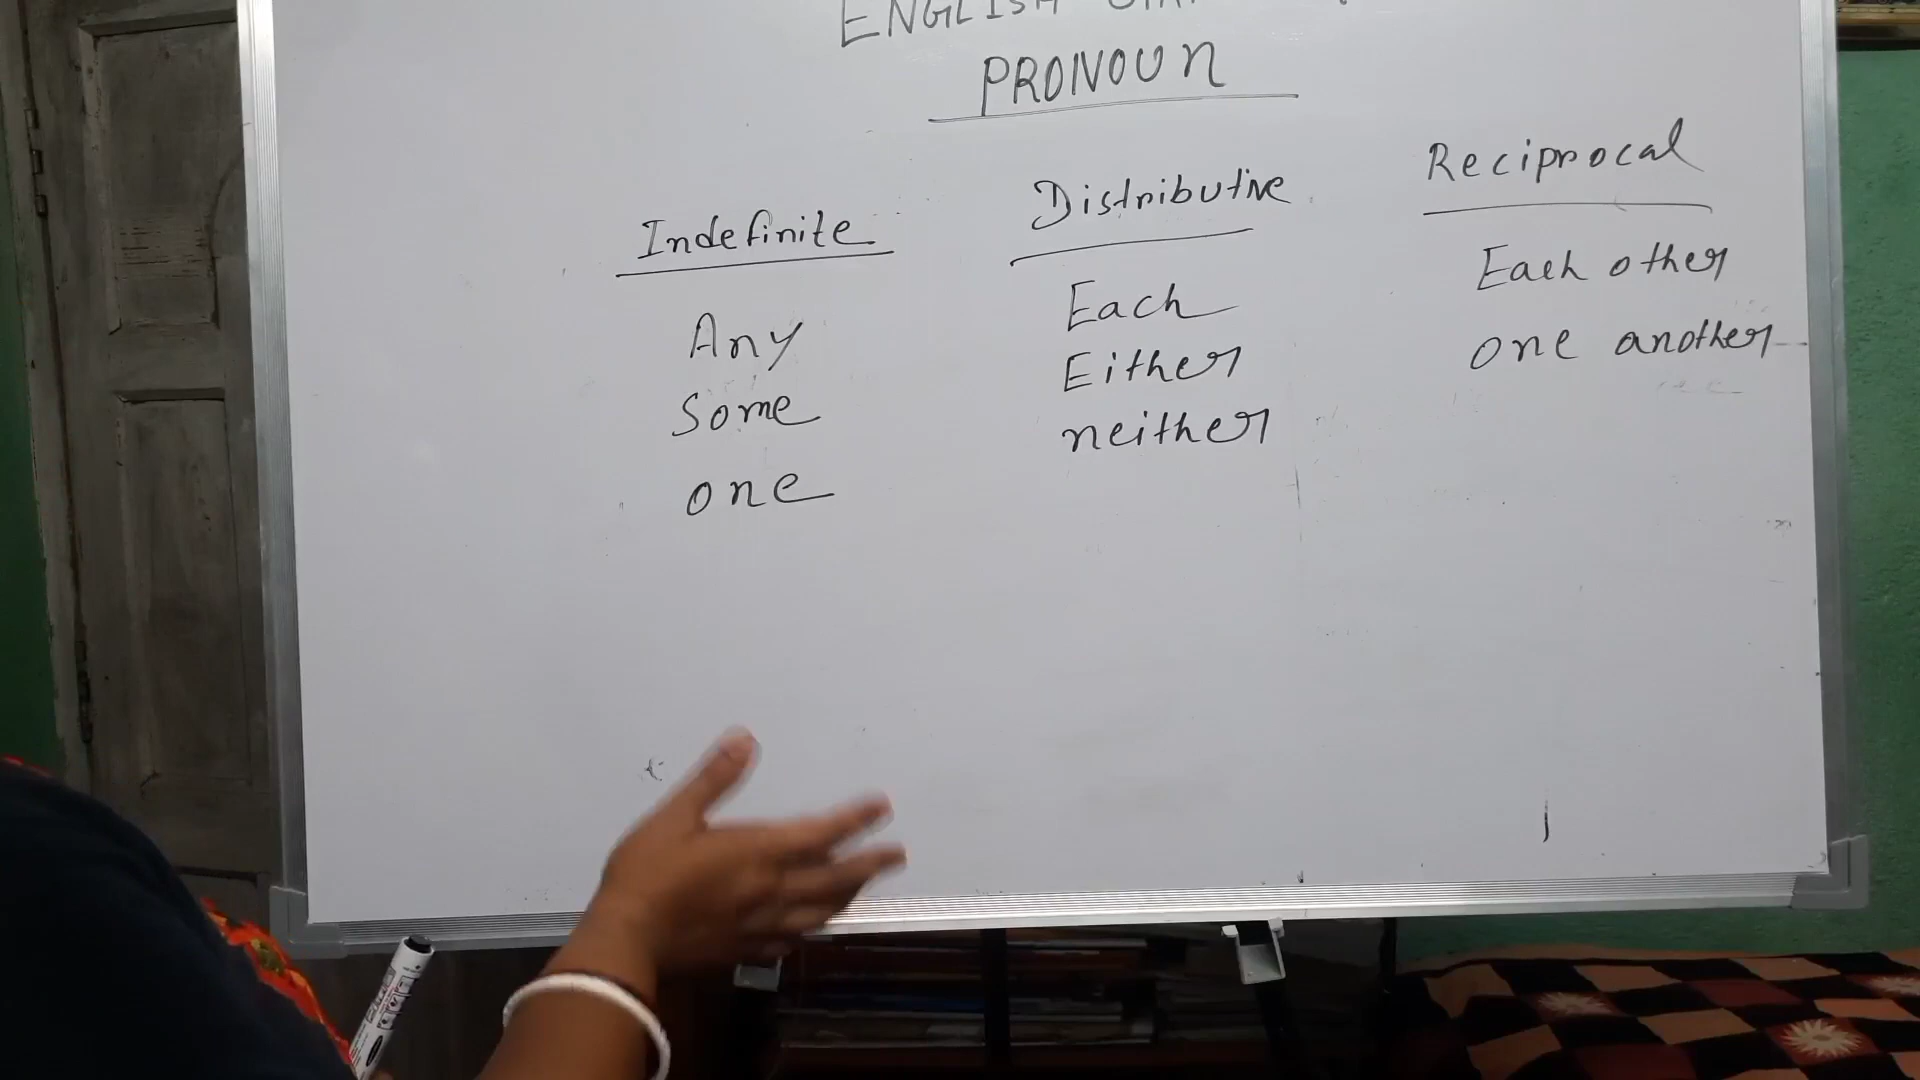 ENGLISH
PRONOUN
Indefinite
Any
Some
one
Distributive
Each
Either
neither
Reciprocal
Each other
one another